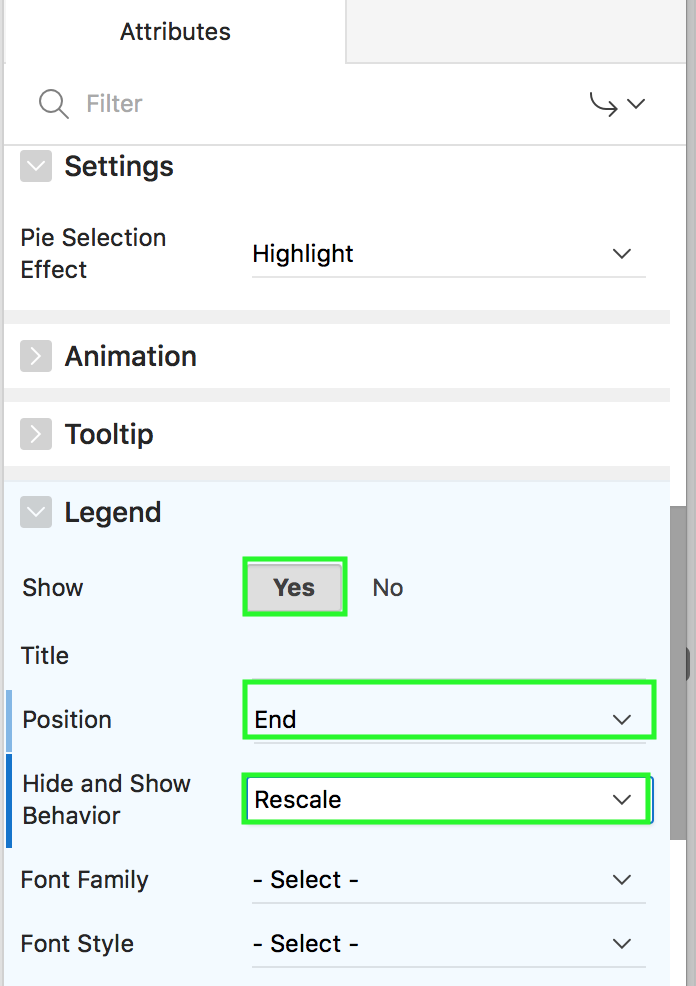 Attributes
Filter
Settings
Pie Selection
Effect
Highlight
Animation
Tooltip
Legend
Show
Yes
No
Title
Position
End
Hide and Show
Behavior
Rescale
Font Family
- Select -
Font Style
- Select -